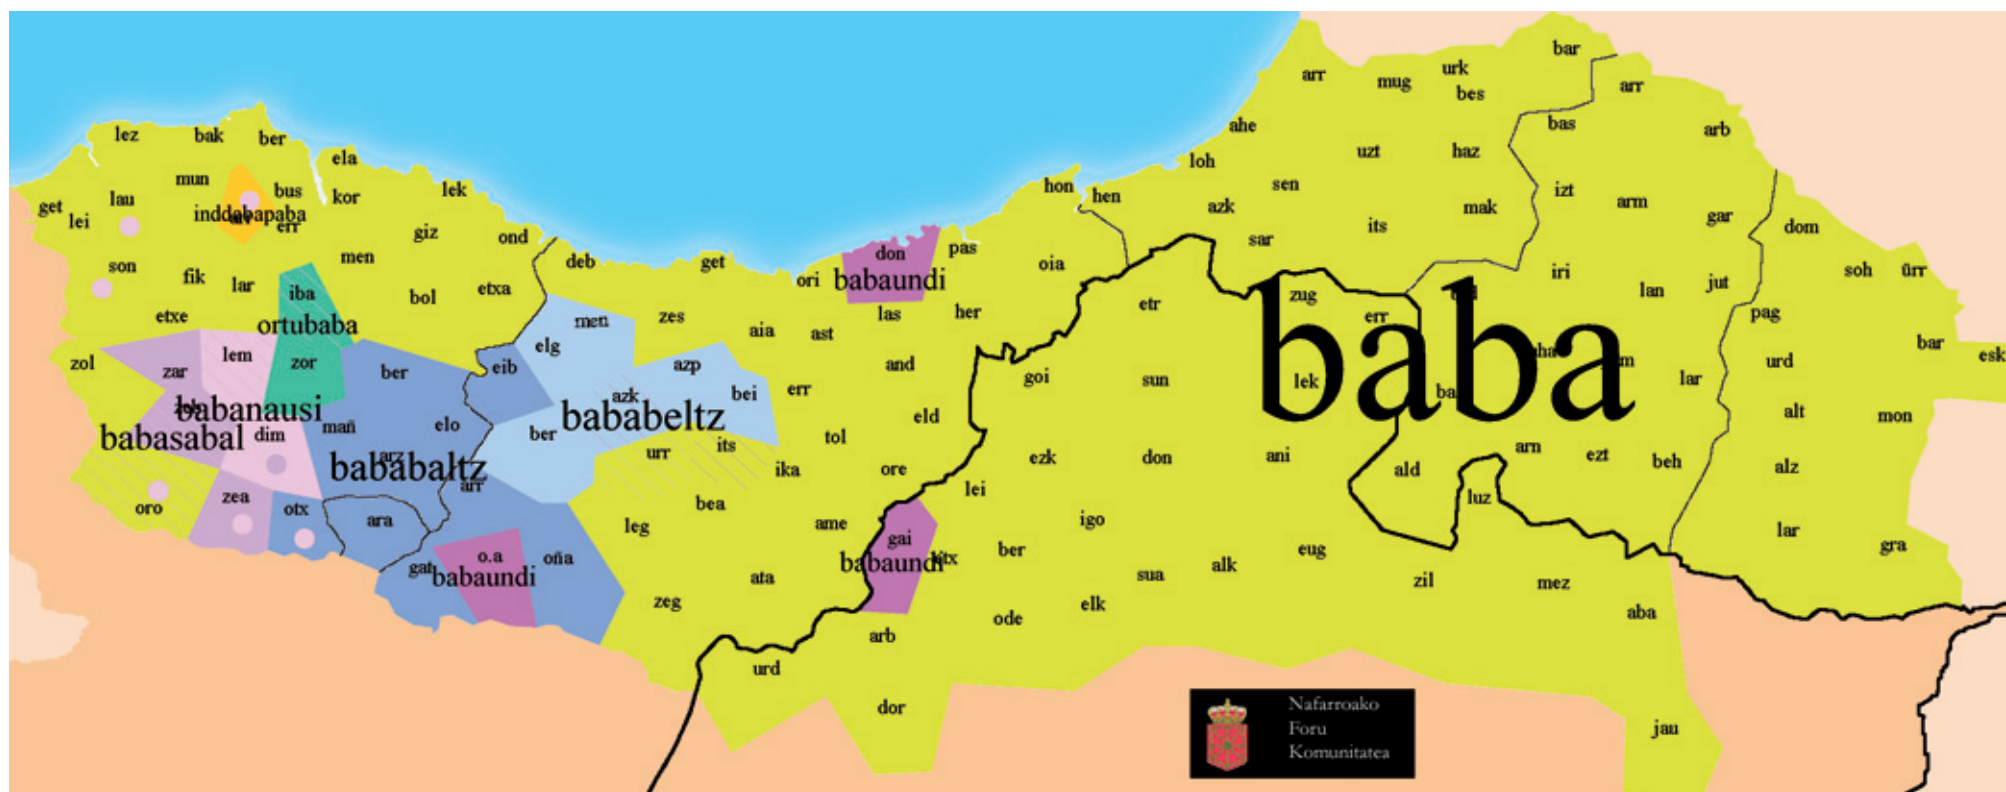 lez
bak
ber
ela
mun
bus
kor
lek
get
lei
lau
inddabapaba
err
giz
ond
men
son
fik
lar
iba
bol
etxa
etxe
ortubaba
zol
zar
lem
zor
ber
eib
babanausi
babasabal
dim
mañ
elo
arz
bababaltz
arr
oro
zea
otx
ara
gat
o.a
babaundi
oña
deb
get
ori
don
babaundi
pas
hon
hen
oia
men
elg
zes
aia
ast
las
her
azp
azk
bei
err
and
bababeltz
ber
its
urr
tol
eld
ika
ore
bea
leg
ame
ata
zeg
gai
babaundi
etx
lei
arb
urd
dor
arr
mug
urk
bes
bar
arr
ahe
bas
arb
loh
uzt
haz
sen
izt
arm
azk
mak
gar
its
sar
dom
iri
soh
ürr
etr
zug
lan
jut
err
pag
baba
bar
esk
urd
goi
sun
lek
lar
alt
mon
ezk
don
ani
ald
arn
ezt
beh
alz
luz
igo
lar
gra
ber
eug
sua
alk
zil
mez
elk
aba
ode
jau
Nafarroako
Foru
Komunitatea